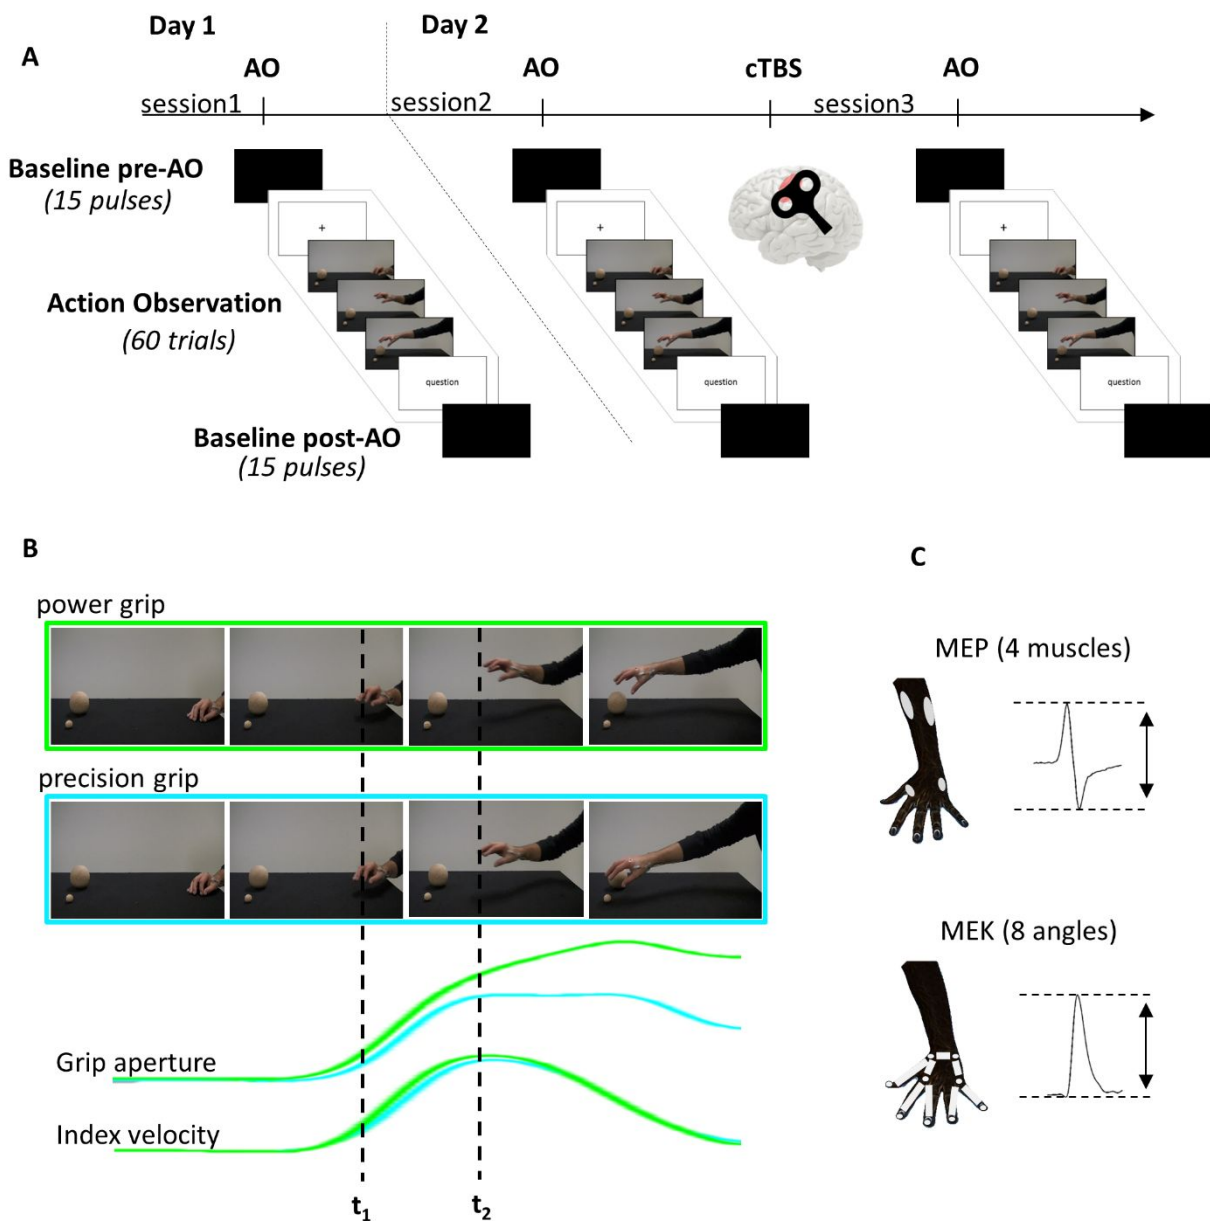 Day 1
Day 2
A
AO
AO
cTBS
AO
session1
session2
session3
Baseline pre-AO
(15 pulses)
+
+
+
Action Observation
(60 trials)
question
question
question
Baseline post-AO
(15 pulses)
B
C
power grip
MEP (4 muscles)
precision grip
MEK (8 angles)
Grip aperture
Index velocity
t1
t2